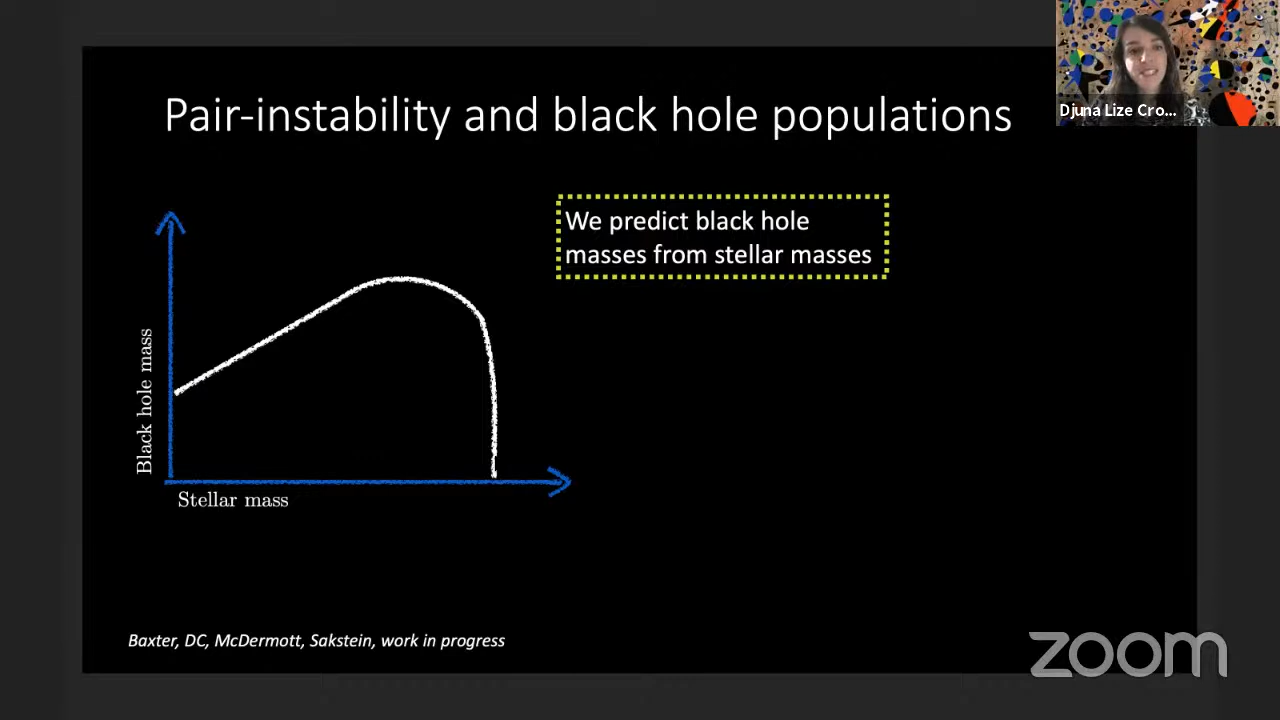 Djuna Lize Cro...
Pair-instability and black hole populations
We predict black hole
masses from stellar masses
Black hole mass
Stellar mass
Baxter, DC, McDermott, Sakstein, work in progress
zoom